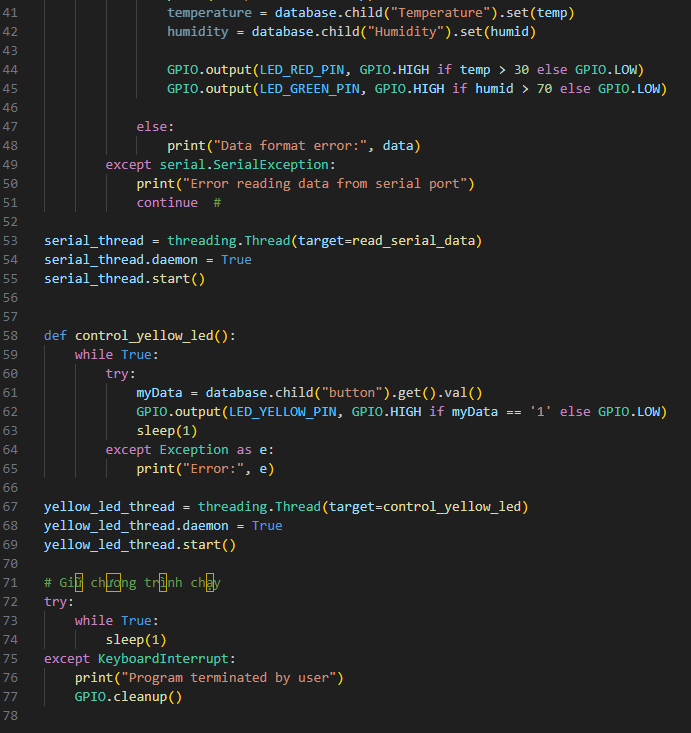 41                     temperature = database.child("Temperature").set(temp)
42                     humidity = database.child("Humidity").set(humid)
43
44                     GPIO.output(LED_RED_PIN, GPIO.HIGH if temp > 30 else GPIO.LOW)
45                     GPIO.output(LED_GREEN_PIN, GPIO.HIGH if humid > 70 else GPIO.LOW)
46
47                 else:
48                     print("Data format error:", data)
49             except serial.SerialException:
50                 print("Error reading data from serial port")
51                 continue  #
52
53     serial_thread = threading.Thread(target=read_serial_data)
54     serial_thread.daemon = True
55     serial_thread.start()
56
57
58     def control_yellow_led():
59         while True:
60             try:
61                 myData = database.child("button").get().val()
62                 GPIO.output(LED_YELLOW_PIN, GPIO.HIGH if myData == '1' else GPIO.LOW)
63                 sleep(1)
64             except Exception as e:
65                 print("Error:", e)
66
67     yellow_led_thread = threading.Thread(target=control_yellow_led)
68     yellow_led_thread.daemon = True
69     yellow_led_thread.start()
70
71     # Giữ chương trình chạy
72     try:
73         while True:
74             sleep(1)
75     except KeyboardInterrupt:
76         print("Program terminated by user")
77         GPIO.cleanup()
78